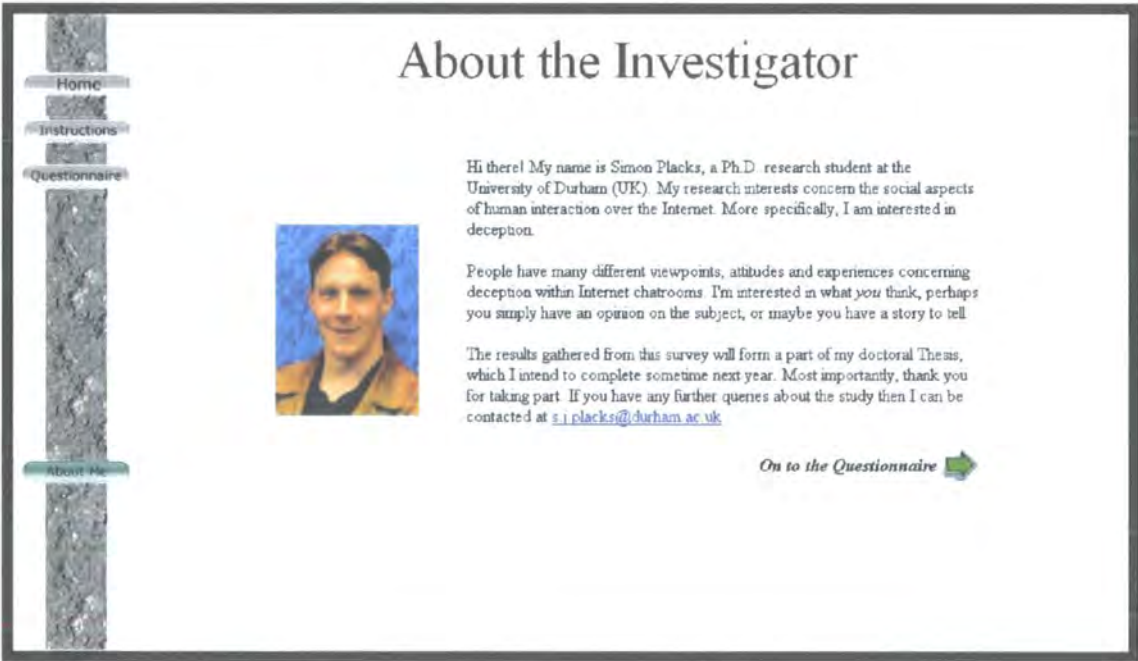 About the Investigator
Home
Instructions
Questionnaire
About Me
Hi there! My name is Simon Placks, a Ph.D. research student at the
University of Durham (UK). My research interests concern the social aspects
of human interaction over the Internet. More specifically, I am interested in
deception.
People have many different viewpoints, attitudes and experiences concerning
deception within Internet chatrooms. I'm interested in what you think, perhaps
you simply have an opinion on the subject, or maybe you have a story to tell
The results gathered from this survey will form a part of my doctoral Thesis,
which I intend to complete sometime next year. Most importantly, thank you
for taking part. If you have any further queries about the study then I can be
contacted at s.j.placks@durham.ac.uk
On to the Questionnaire